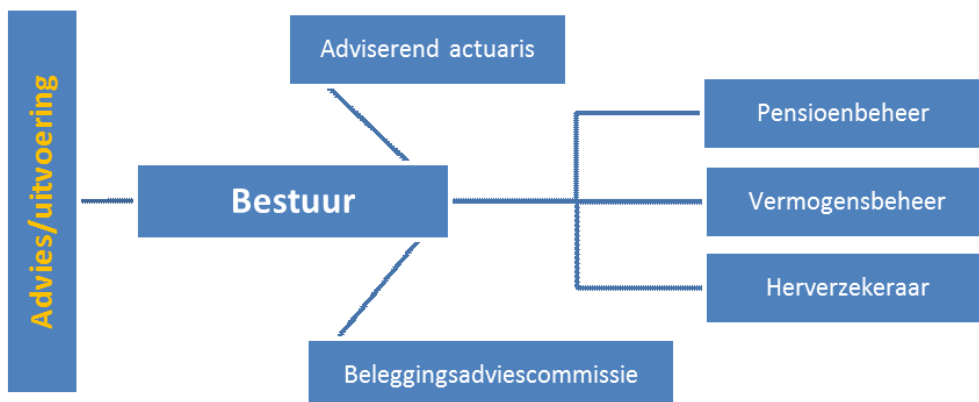 Advies/uitvoering
Adviserend actuaris
Bestuur
Pensioenbeheer
Vermogensbeheer
Herverzekeraar
Beleggingsadviescommissie